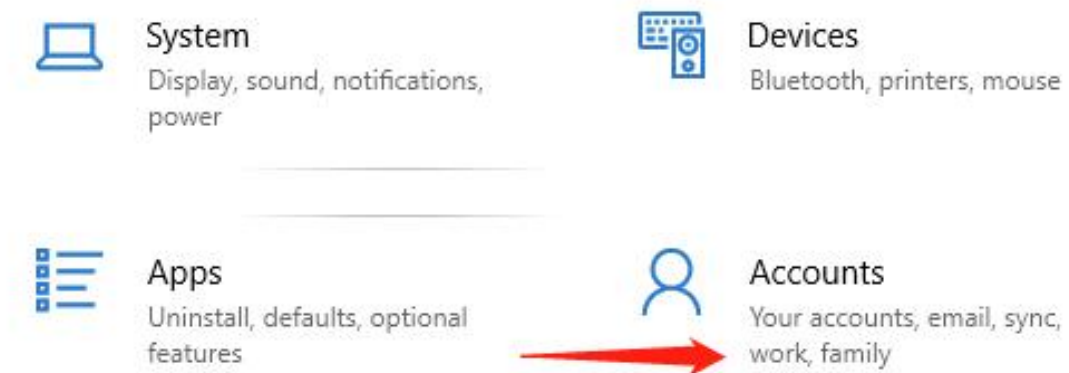 System
Display, sound, notifications,
power
Devices
Bluetooth, printers, mouse
Apps
Uninstall, defaults, optional
features
Accounts
Your accounts, email, sync,
work, family